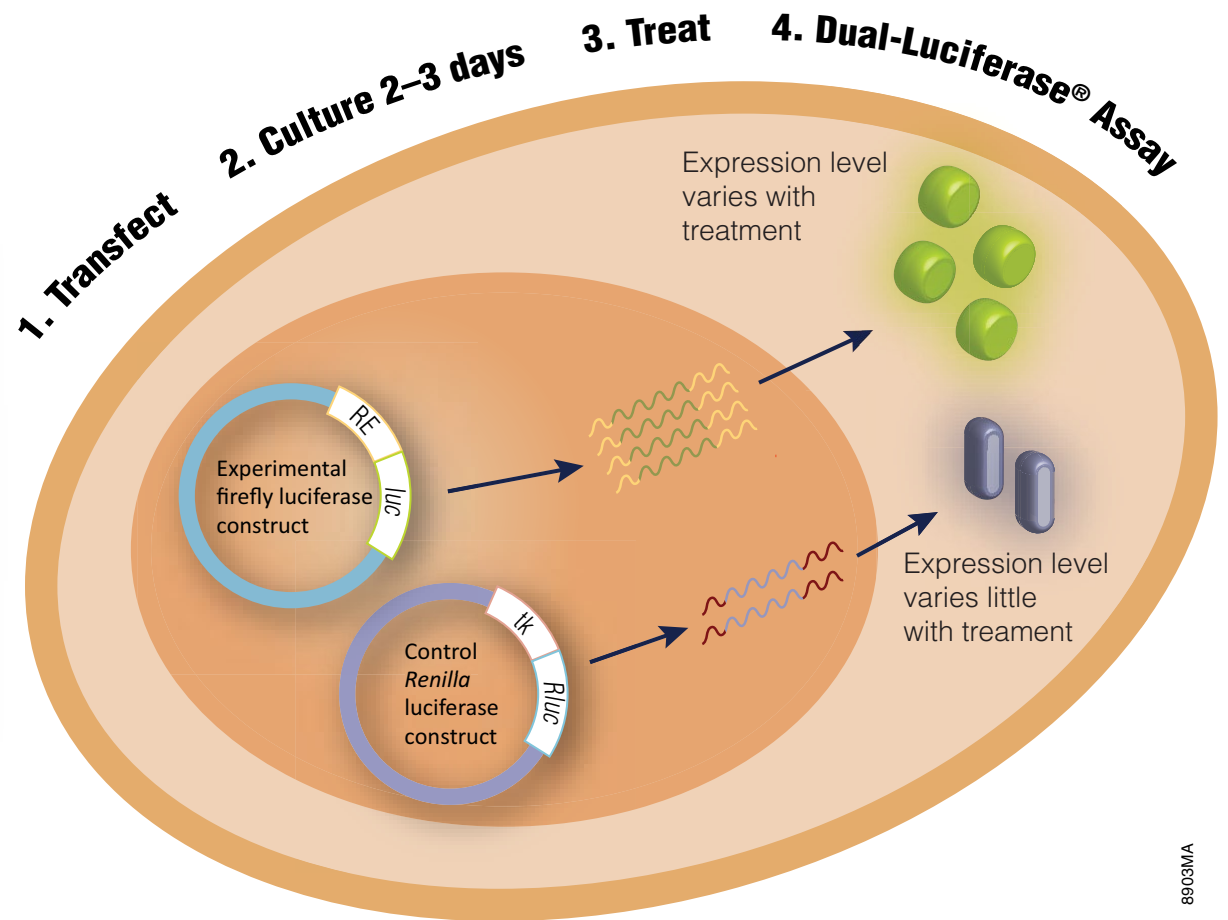 1. Transfect
2. Culture 2–3 days
3. Treat
4. Dual-Luciferase® Assay
Expression level
varies with
treatment
RE
luc
Experimental
firefly luciferase
construct
tk
Rluc
Control
Renilla
luciferase
construct
Expression level
varies little
with treament
8903MA